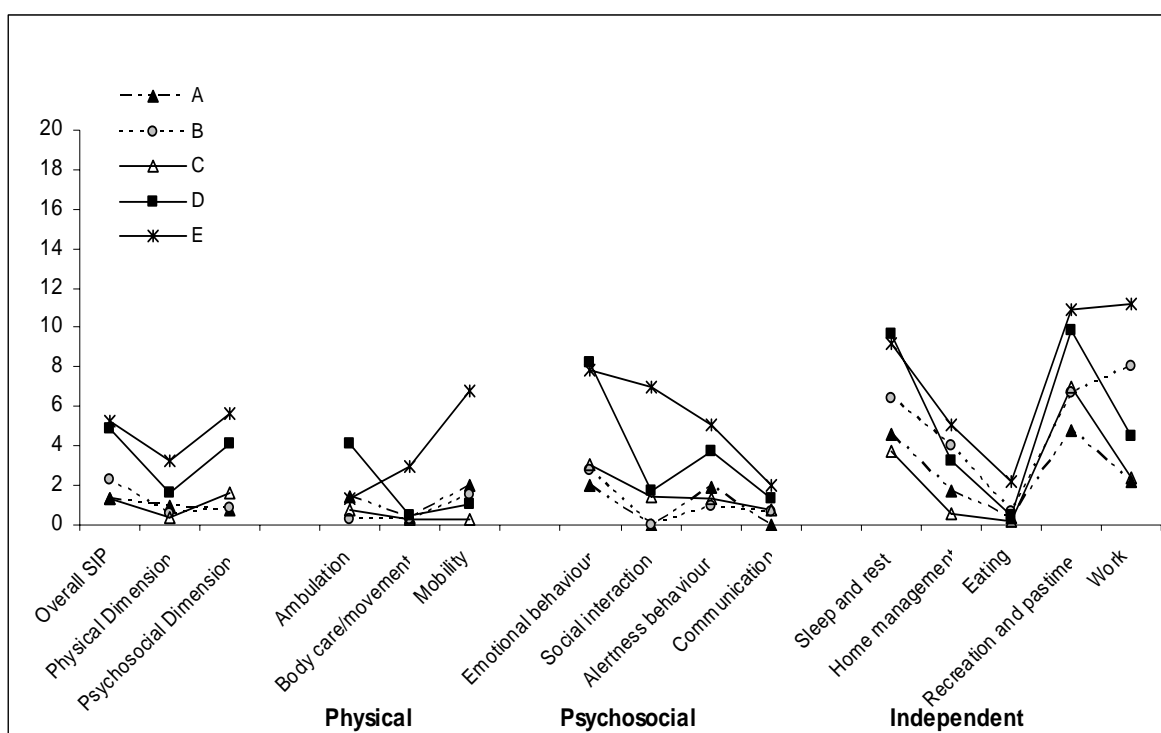 A
B
C
D
E
20
18
16
14
12
10
8
6
4
2
0
Overall SIP
Physical Dimension
Psychosocial Dimension
Ambulation
Body care/movement
Mobility
Emotional behaviour
Social interaction
Alertness behaviour
Communication
Sleep and rest
Home management
Eating
Recreation and pastime
Work
Physical
Psychosocial
Independent